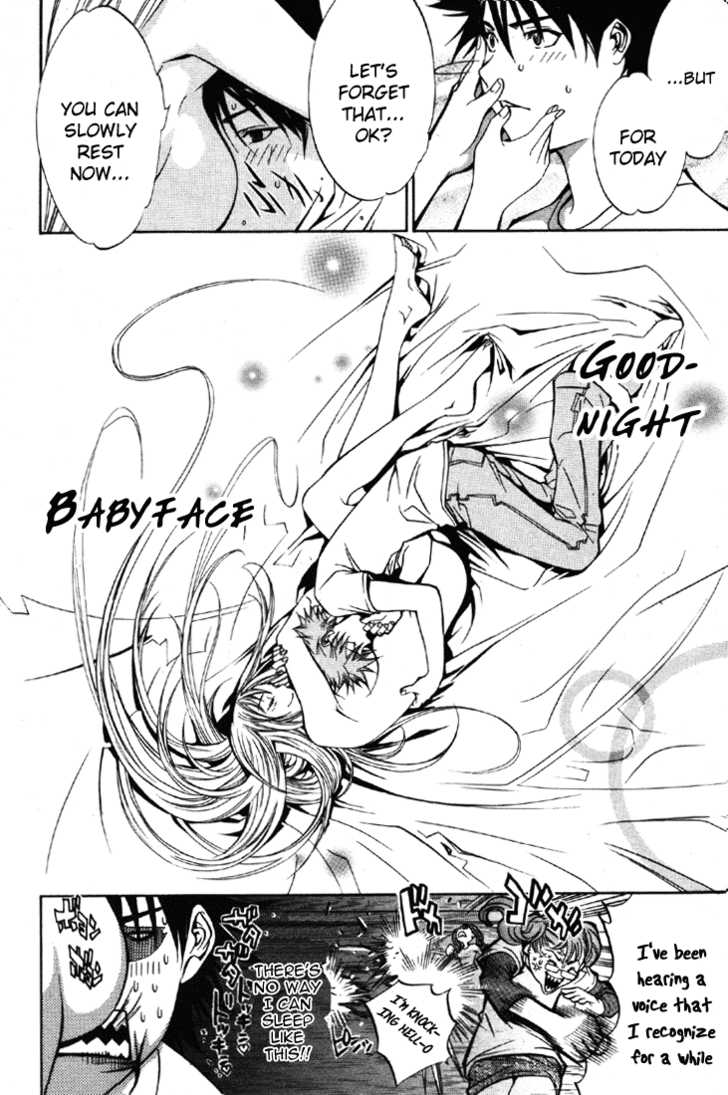 ...BUT
FOR
TODAY
LET'S
FORGET
THAT...
OK?
YOU CAN
SLOWLY
REST
NOW...
GOOD-
NIGHT
BABYFACE
I've been
hearing a
voice that
I recognize
for a while
I'M KNOCK-
ING HELL-O
THERE'S
NO WAY
I CAN
SLEEP
LIKE
THIS!!